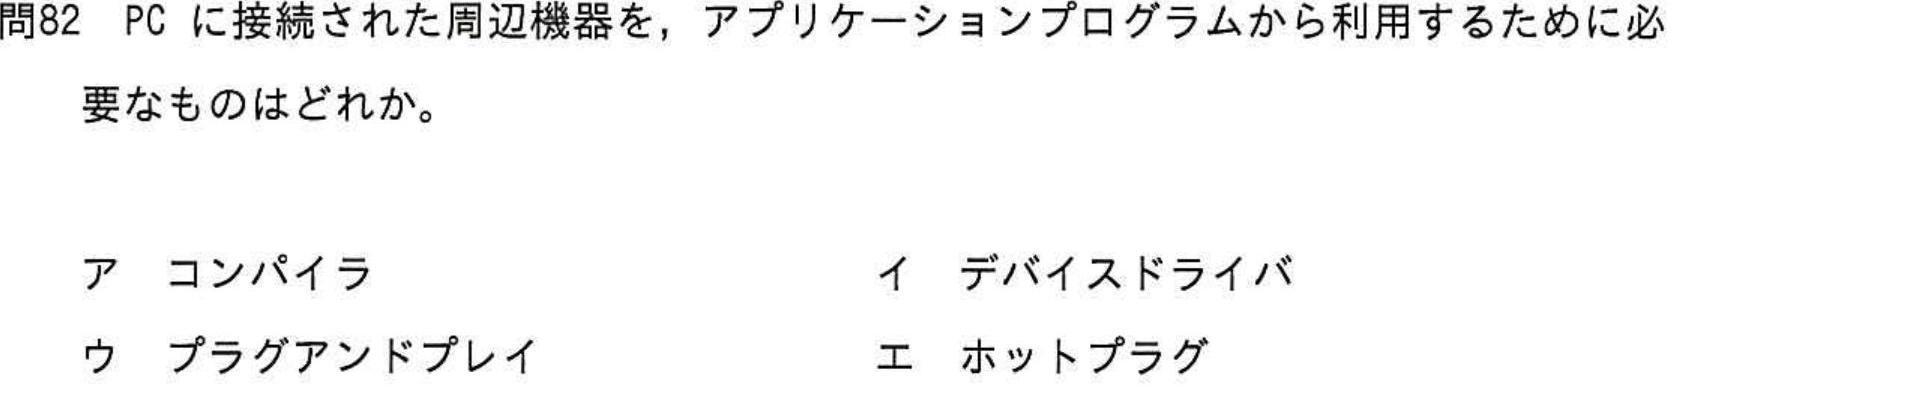 問82 PC に接続された周辺機器を，アプリケーションプログラムから利用するために必
要なものはどれか。
ア コンパイラ イ デバイスドライバ
ウ プラグアンドプレイ エ ホットプラグ